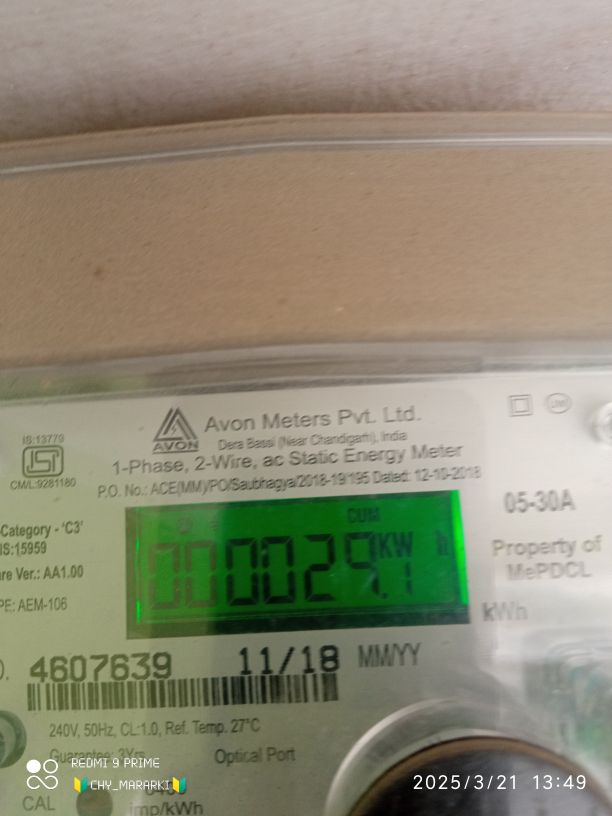 IS:13779
ISI
CM/L:9281180
AVON
Avon Meters Pvt. Ltd.
Dera Bassi (Near Chandigarh), India
1-Phase, 2-Wire, ac Static Energy Meter
P.O. No.: ACE(MM)/PO/Saubhagya/2018-19/195 Dated: 12-10-2018
Category - 'C3'
IS:15959
are Ver.: AA1.00
PE: AEM-106
CUM
000029.1 KW h
05-30A
Property of
MePDCL
kWh
4607639 11/18 MM/YY
240V, 50Hz, CL:1.0, Ref. Temp. 27°C
Guarantee: 3Yrs
Optical Port
CAL
imp/kWh
REDMI 9 PRIME
CHY_MARARKI
2025/3/21 13:49